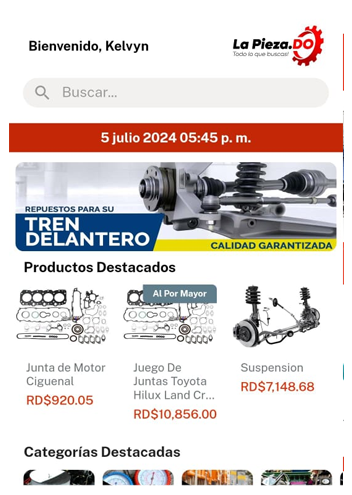 Bienvenido, Kelvyn
La Pieza.DO
Todo lo que buscas!
Buscar...
5 julio 2024 05:45 p. m.
REPUESTOS PARA SU
TREN
DELANTERO
CALIDAD GARANTIZADA
Productos Destacados
Al Por Mayor
Junta de Motor
Ciguenal
RD$920.05
Juego De
Juntas Toyota
Hilux Land Cr...
RD$10,856.00
Suspension
RD$7,148.68
Categorías Destacadas